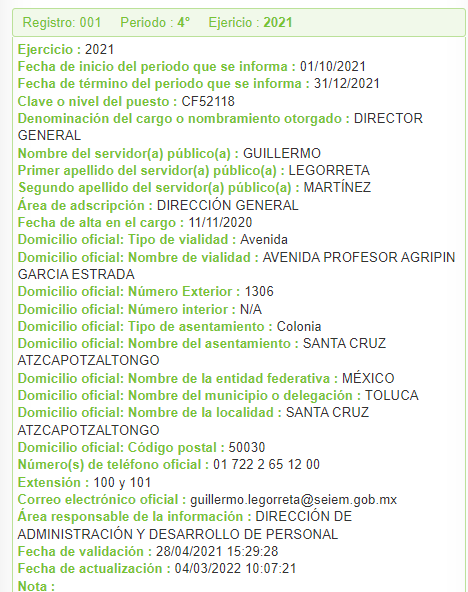 Registro: 001 Periodo : 4° Ejericio : 2021
Ejercicio : 2021
Fecha de inicio del periodo que se informa : 01/10/2021
Fecha de término del periodo que se informa : 31/12/2021
Clave o nivel del puesto : CF52118
Denominación del cargo o nombramiento otorgado : DIRECTOR
GENERAL
Nombre del servidor(a) público(a) : GUILLERMO
Primer apellido del servidor(a) público(a) : LEGORRETA
Segundo apellido del servidor(a) público(a) : MARTÍNEZ
Área de adscripción : DIRECCIÓN GENERAL
Fecha de alta en el cargo : 11/11/2020
Domicilio oficial: Tipo de vialidad : Avenida
Domicilio oficial: Nombre de vialidad : AVENIDA PROFESOR AGRIPIN
GARCIA ESTRADA
Domicilio oficial: Número Exterior : 1306
Domicilio oficial: Número interior : N/A
Domicilio oficial: Tipo de asentamiento : Colonia
Domicilio oficial: Nombre del asentamiento : SANTA CRUZ
ATZCAPOTZALTONGO
Domicilio oficial: Nombre de la entidad federativa : MÉXICO
Domicilio oficial: Nombre del municipio o delegación : TOLUCA
Domicilio oficial: Nombre de la localidad : SANTA CRUZ
ATZCAPOTZALTONGO
Domicilio oficial: Código postal : 50030
Número(s) de teléfono oficial : 01 722 2 65 12 00
Extensión : 100 y 101
Correo electrónico oficial : guillermo.legorreta@seiem.gob.mx
Área responsable de la información : DIRECCIÓN DE
ADMINISTRACIÓN Y DESARROLLO DE PERSONAL
Fecha de validación : 28/04/2021 15:29:28
Fecha de actualización : 04/03/2022 10:07:21
Nota :